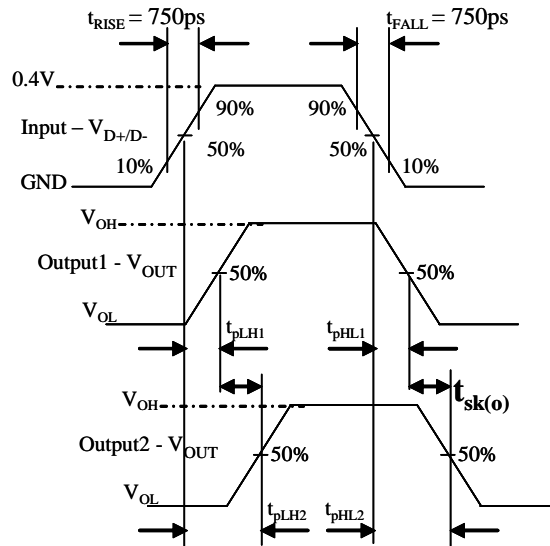 tRISE = 750ps
tFALL = 750ps
0.4V
90%
90%
Input – VD+/D-
50%
50%
10%
10%
GND
VOH
Output1 - VOUT
50%
50%
VOL
tpLH1
tpHL1
VOH
tsk(o)
Output2 - VOUT
50%
50%
VOL
tpLH2
tpHL2